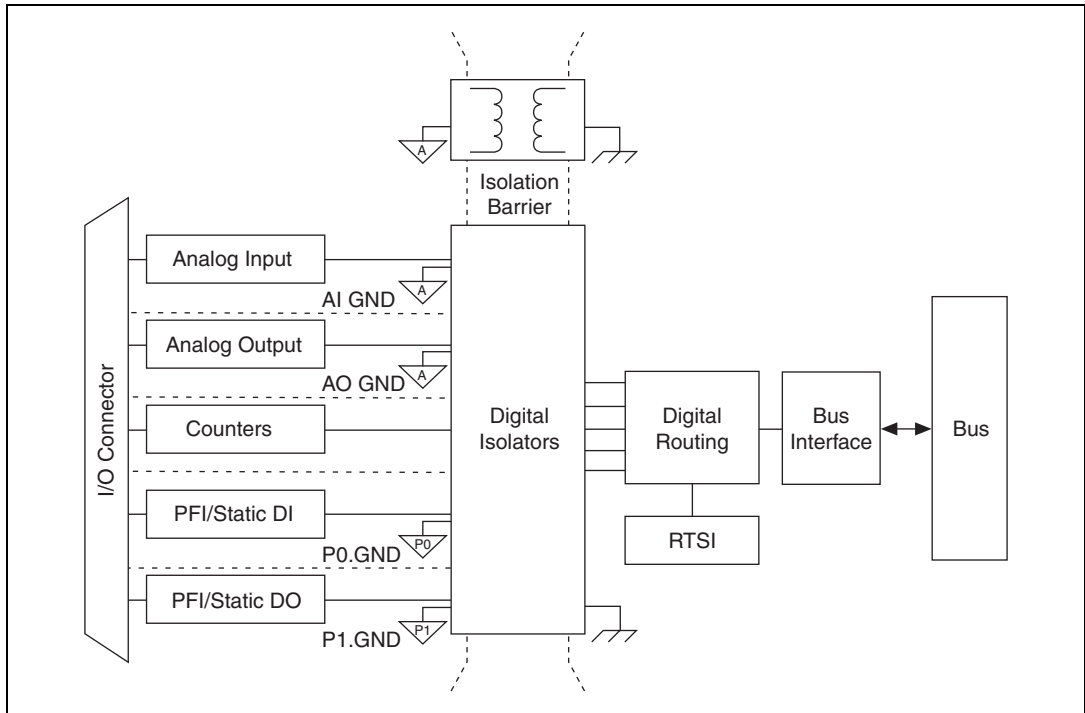 A
Isolation
Barrier
I/O Connector
Analog Input
A
AI GND
Analog Output
A
AO GND
Counters
PFI/Static DI
P0
P0.GND
PFI/Static DO
P1
P1.GND
Digital
Isolators
Digital
Routing
RTSI
Bus
Interface
Bus